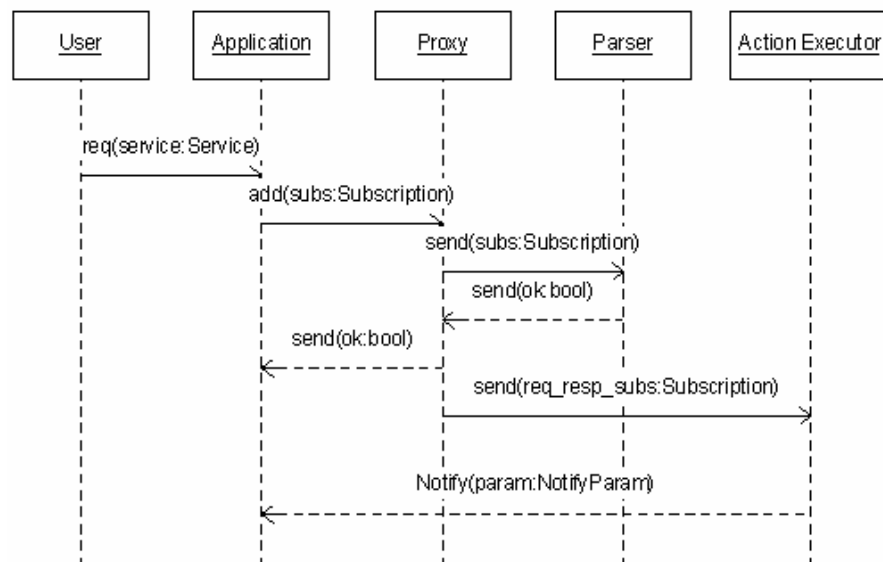 User
Application
Proxy
Parser
Action Executor
req(service:Service)
add(subs:Subscription)
send(subs:Subscription)
send(ok:bool)
send(ok:bool)
send(req_resp_subs:Subscription)
Notify(param:NotifyParam)